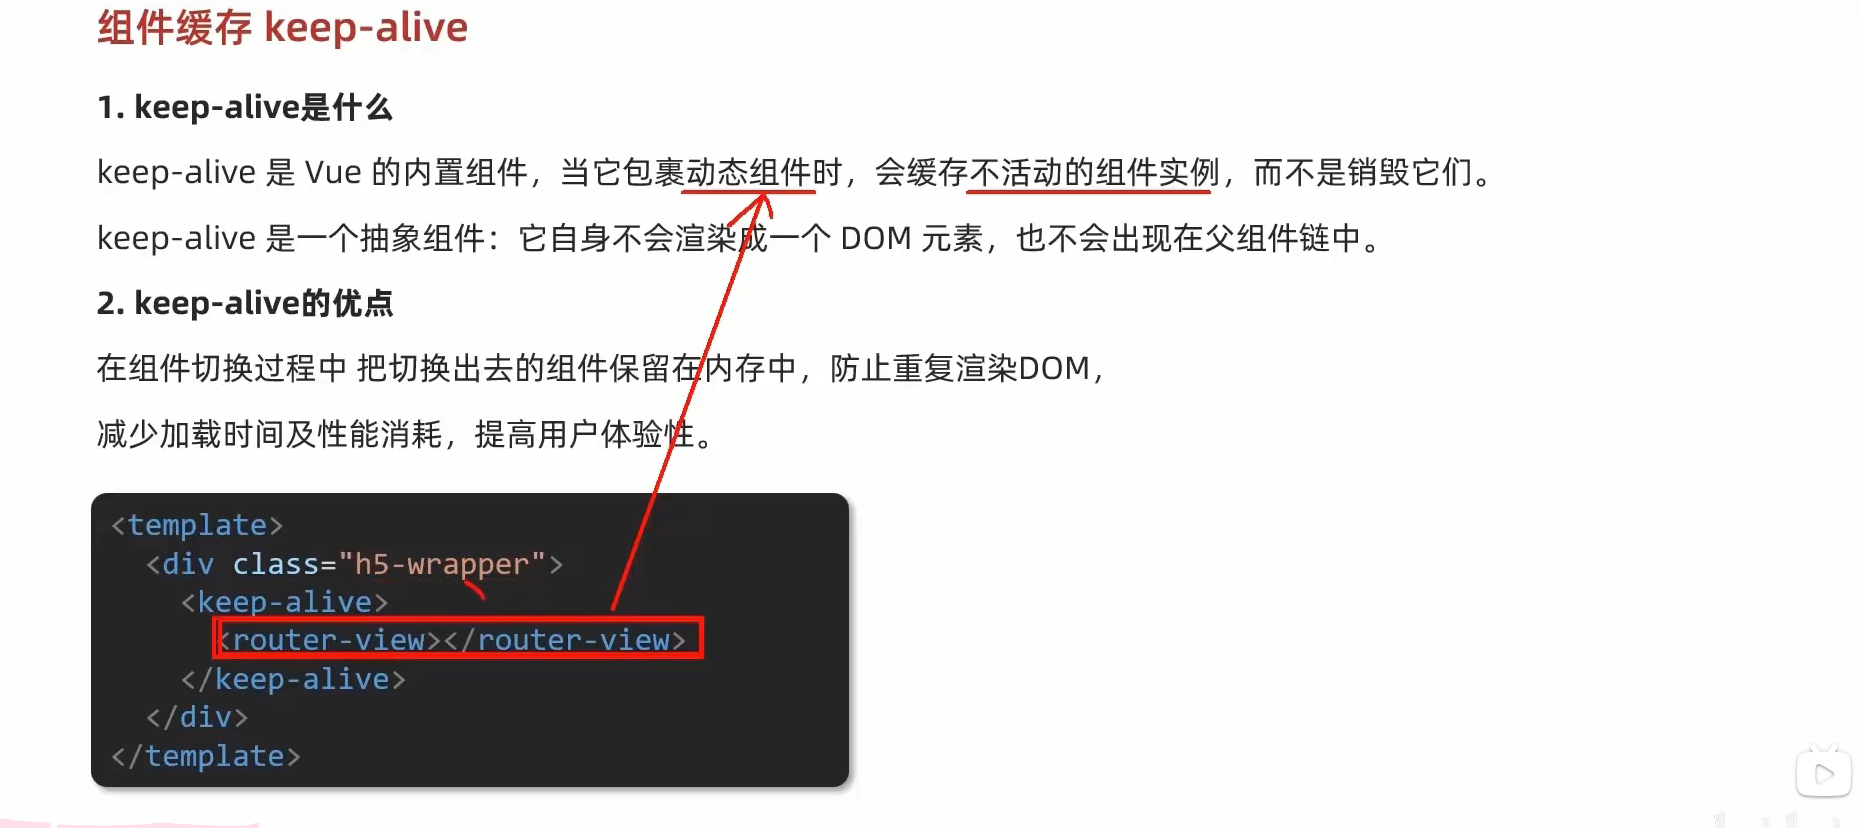 组件缓存 keep-alive
1. keep-alive是什么
keep-alive 是 Vue 的内置组件，当它包裹动态组件时，会缓存不活动的组件实例，而不是销毁它们。
keep-alive 是一个抽象组件：它自身不会渲染成一个 DOM 元素，也不会出现在父组件链中。
2. keep-alive的优点
在组件切换过程中 把切换出去的组件保留在内存中，防止重复渲染DOM，
减少加载时间及性能消耗，提高用户体验性。
<template>
  <div class="h5-wrapper">
    <keep-alive>
      <router-view></router-view>
    </keep-alive>
  </div>
</template>